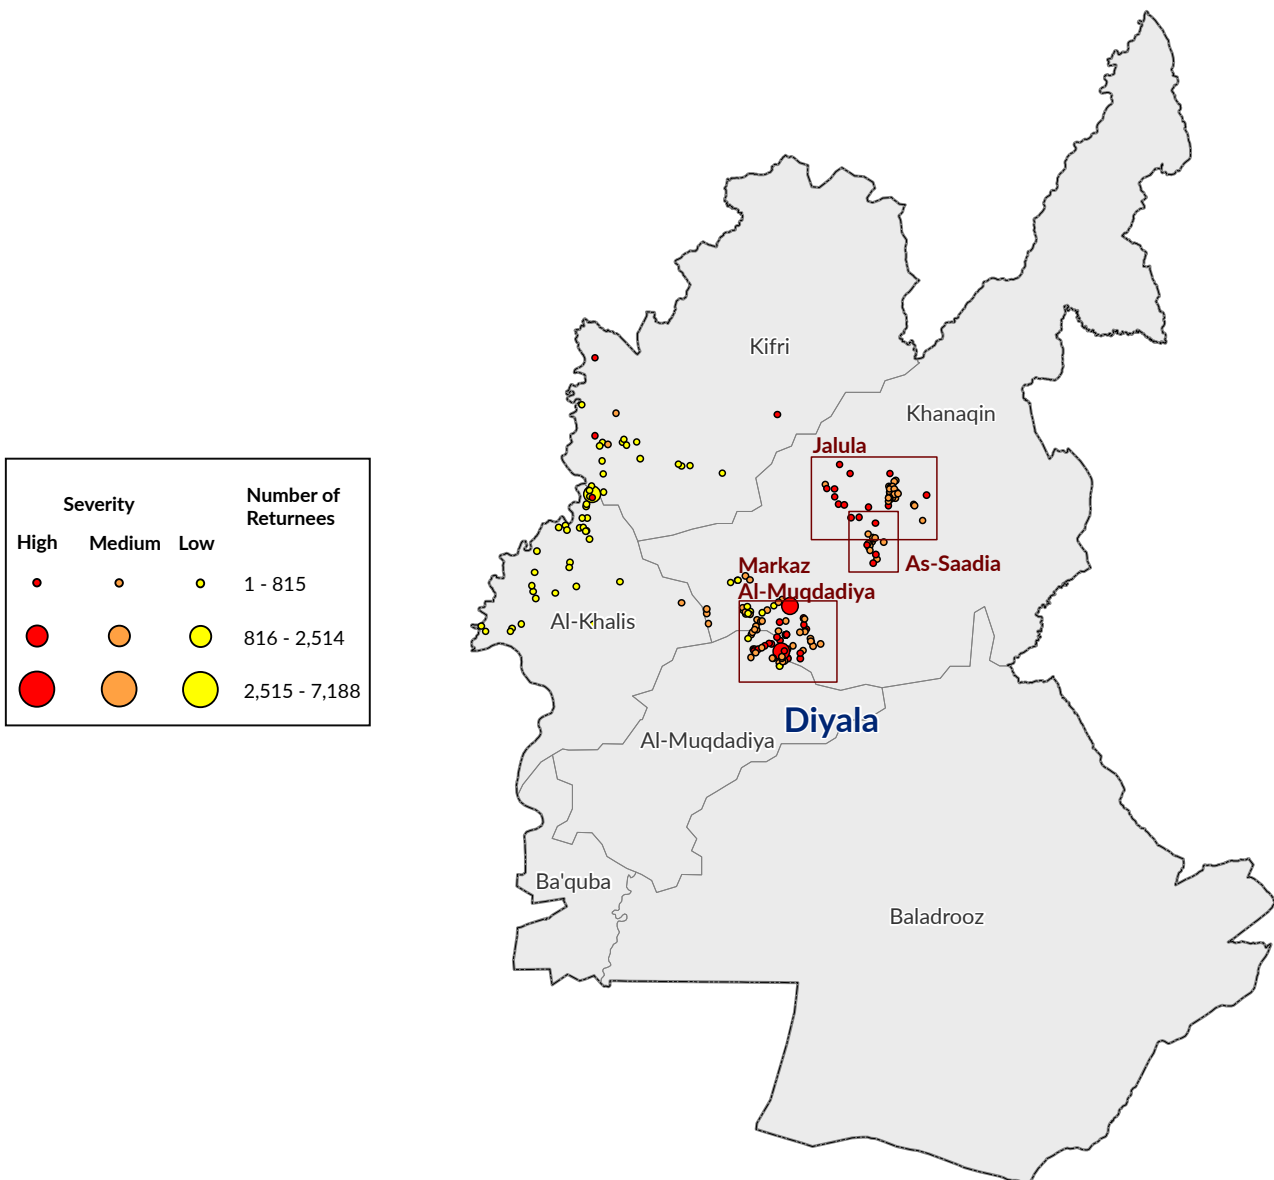 Kifri
Khanaqin
Jalula
As-Saadia
Markaz
Al-Muqdadiya
Al-Khalis
Diyala
Al-Muqdadiya
Ba'quba
Baladrooz
Severity
Number of
Returnees
High Medium Low
1 - 815
816 - 2,514
2,515 - 7,188